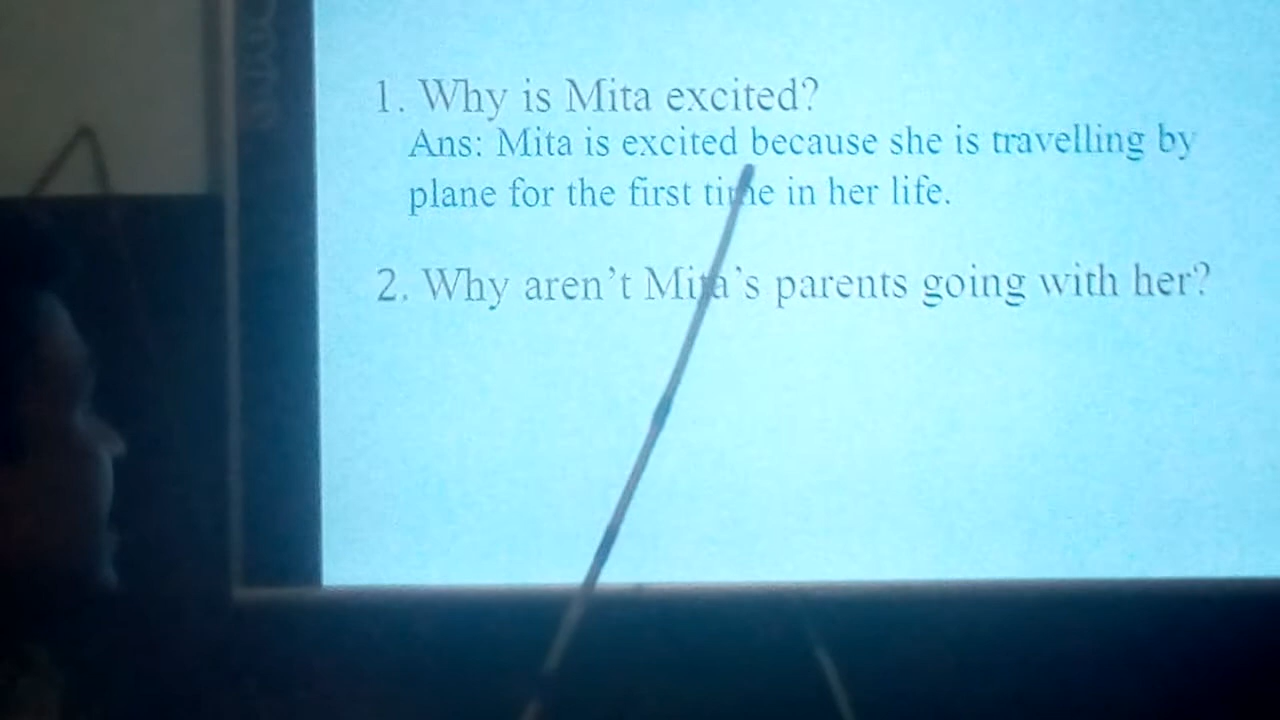 1. Why is Mita excited?
Ans: Mita is excited because she is travelling by
plane for the first time in her life.
2. Why aren’t Mita’s parents going with her?